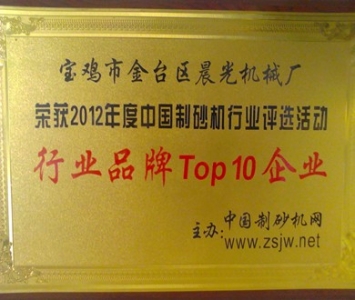 宝鸡市金台区晨光机械厂
荣获2012年度中国制砂机行业评选活动
行业品牌Top10企业
主办:中国制砂机网
www.zsjw.net